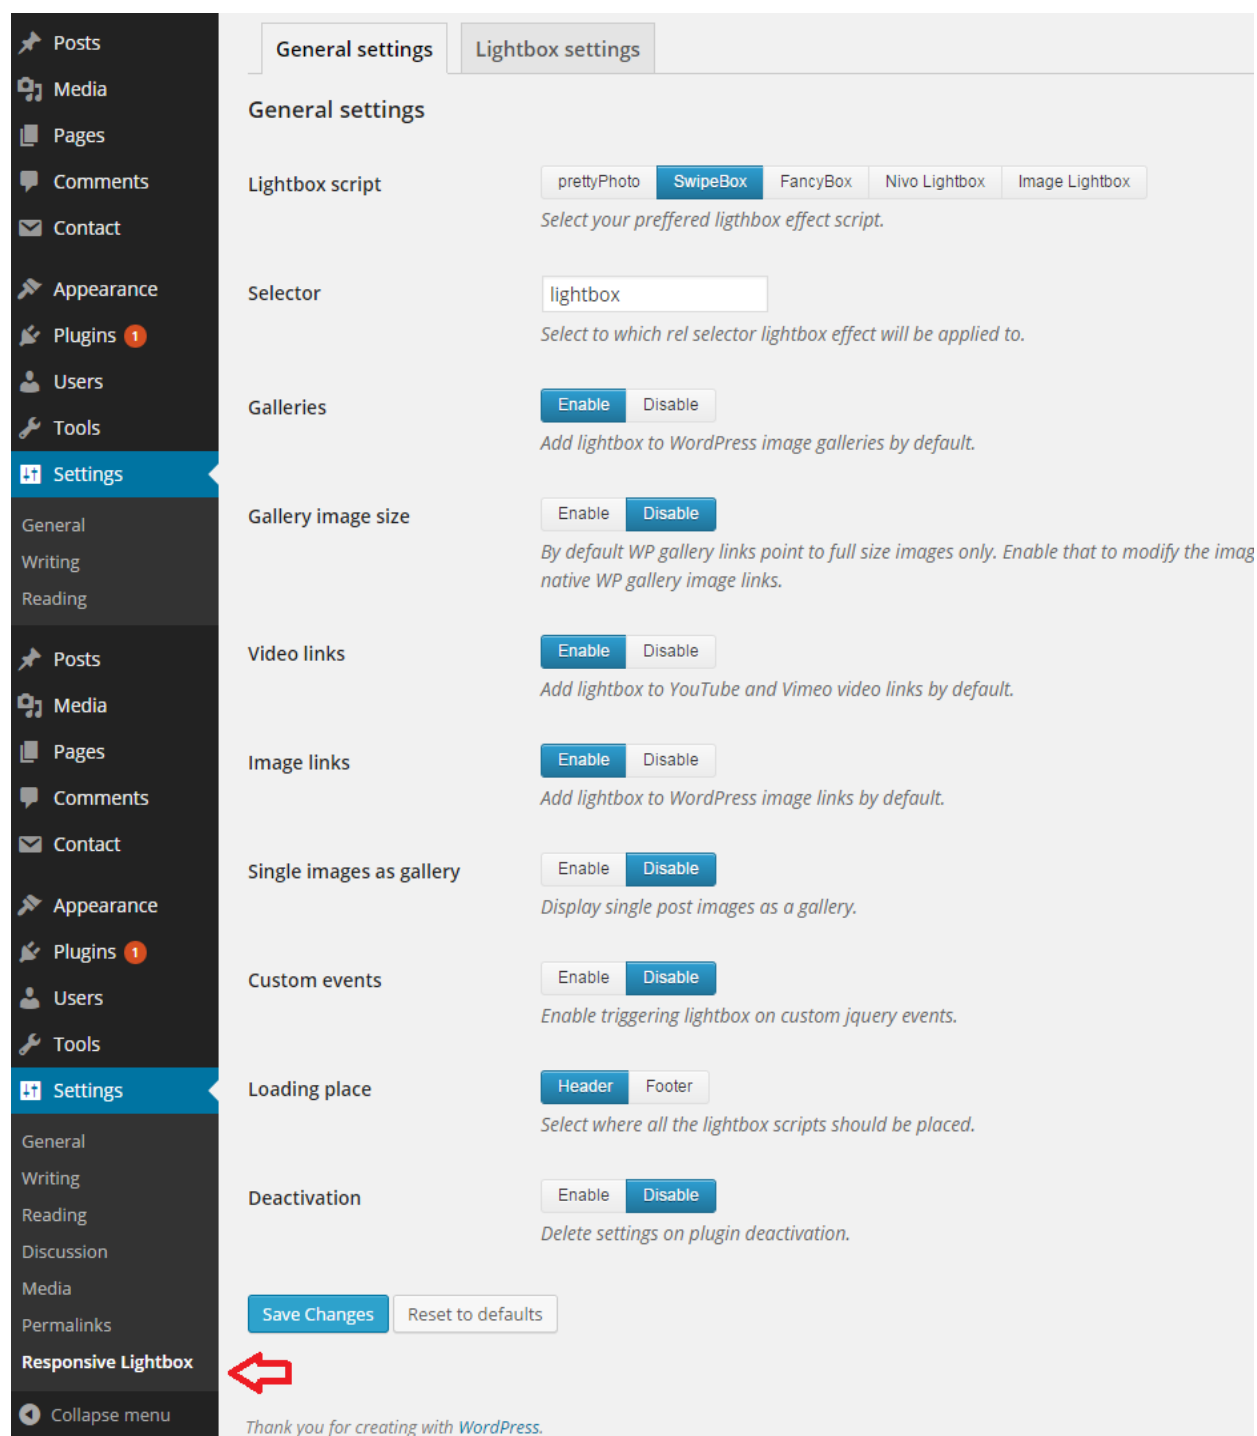 Posts
Media
Pages
Comments
Contact
Appearance
Plugins 1
Users
Tools
Settings
General
Writing
Reading
Posts
Media
Pages
Comments
Contact
Appearance
Plugins 1
Users
Tools
Settings
General
Writing
Reading
Discussion
Media
Permalinks
Responsive Lightbox
Collapse menu
General settings Lightbox settings
General settings
Lightbox script prettyPhoto SwipeBox FancyBox Nivo Lightbox Image Lightbox
Select your preffered ligthbox effect script.
Selector lightbox
Select to which rel selector lightbox effect will be applied to.
Galleries Enable Disable
Add lightbox to WordPress image galleries by default.
Gallery image size Enable Disable
By default WP gallery links point to full size images only. Enable that to modify the imag
native WP gallery image links.
Video links Enable Disable
Add lightbox to YouTube and Vimeo video links by default.
Image links Enable Disable
Add lightbox to WordPress image links by default.
Single images as gallery Enable Disable
Display single post images as a gallery.
Custom events Enable Disable
Enable triggering lightbox on custom jquery events.
Loading place Header Footer
Select where all the lightbox scripts should be placed.
Deactivation Enable Disable
Delete settings on plugin deactivation.
Save Changes Reset to defaults
Thank you for creating with WordPress.